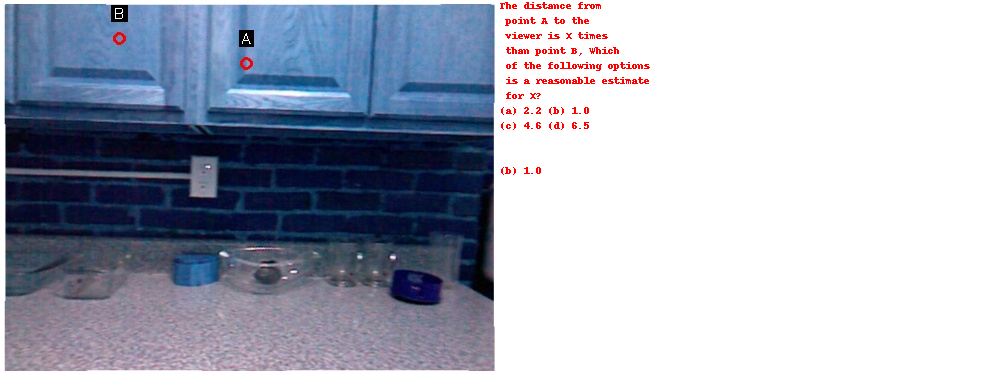 B
A
The distance from
point A to the
viewer is X times
than point B, Which
of the following options
is a reasonable estimate
for X?
(a) 2.2 (b) 1.0
(c) 4.6 (d) 6.5
(b) 1.0